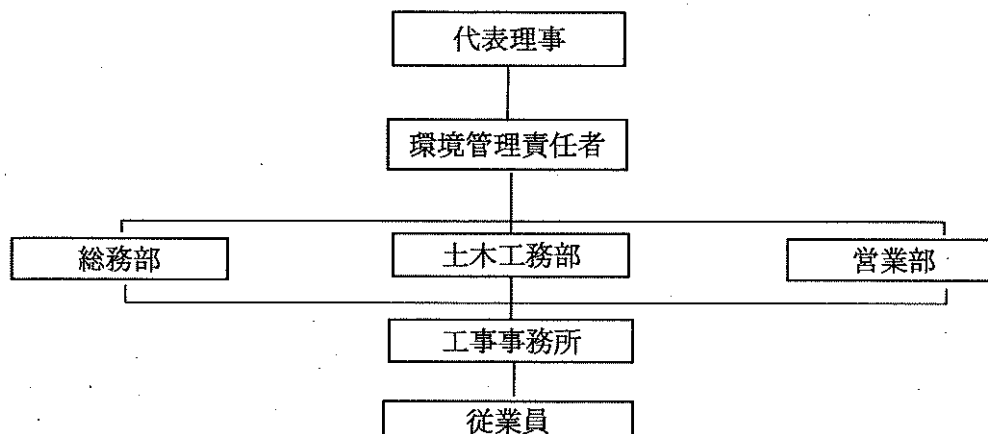 代表理事
環境管理責任者
総務部
土木工務部
営業部
工事事務所
従業員